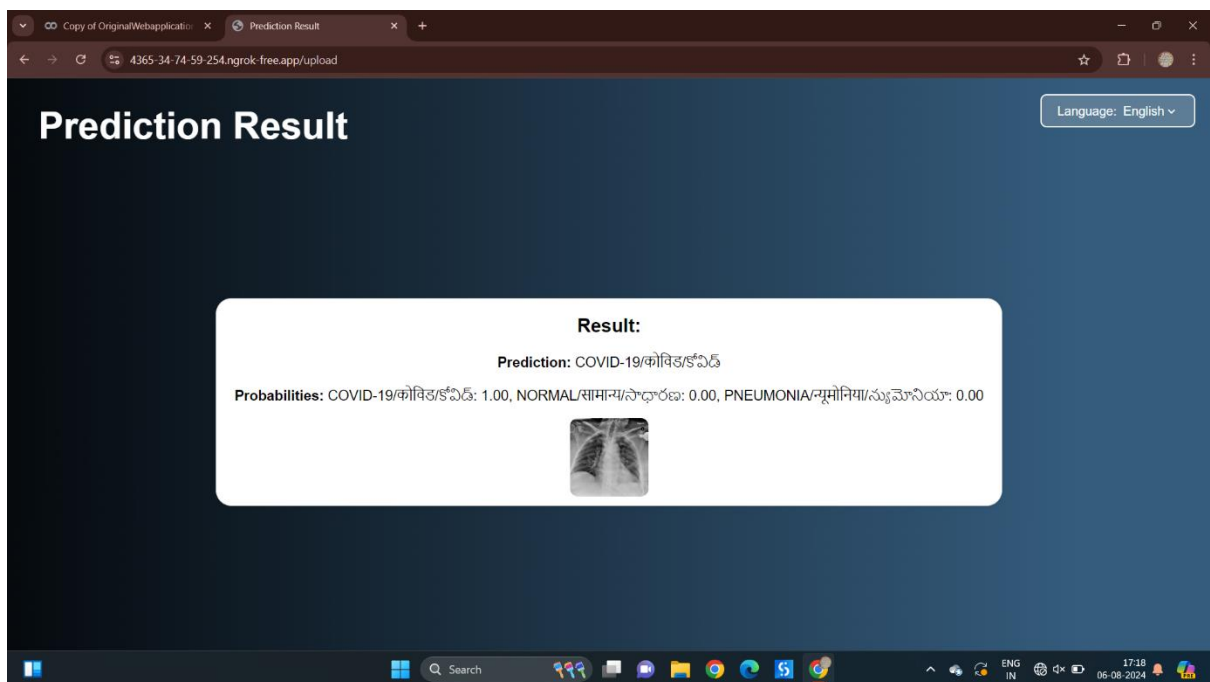 Copy of OriginalWebapplication
Prediction Result
4365-34-74-59-254.ngrok-free.app/upload
Prediction Result
Language: English
Result:
Prediction: COVID-19/कोविड/కోవిడ్
Probabilities: COVID-19/कोविड/కోవిడ్: 1.00, NORMAL/सामान्य/సాధారణ: 0.00, PNEUMONIA/न्यूमोनिया/న్యుమోనియా: 0.00
Search
ENG
IN
17:18
06-08-2024